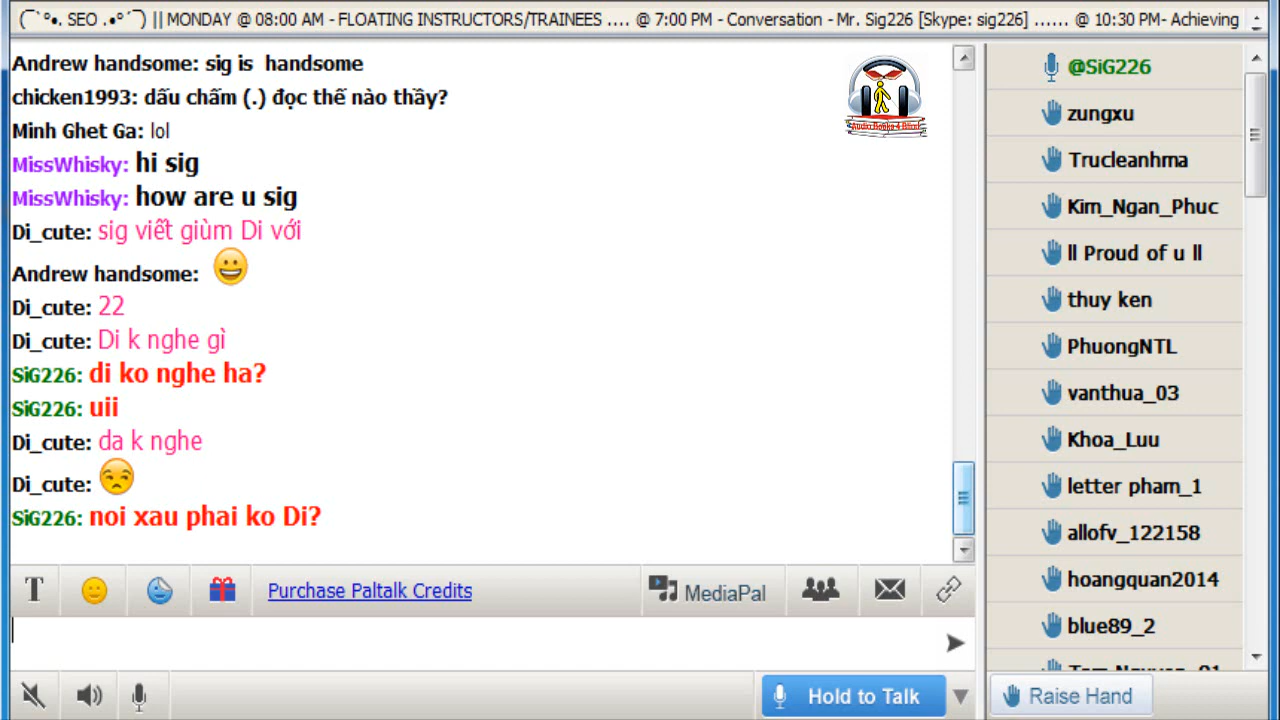 (¯`°•. SEO .•°´¯) || MONDAY @ 08:00 AM - FLOATING INSTRUCTORS/TRAINEES .... @ 7:00 PM - Conversation - Mr. Sig226 [Skype: sig226] ...... @ 10:30 PM- Achieving
Andrew handsome: sig is handsome
chicken1993: dấu chấm (.) đọc thế nào thầy?
Minh Ghet Ga: lol
MissWhisky: hi sig
MissWhisky: how are u sig
Di_cute: sig viết giùm Di với
Andrew handsome: 😀
Di_cute: 22
Di_cute: Di k nghe gì
SiG226: di ko nghe ha?
SiG226: uii
Di_cute: da k nghe
Di_cute: 😒
SiG226: noi xau phai ko Di?
Purchase Paltalk Credits
MediaPal
Hold to Talk
@SiG226
zungxu
Trucleanhma
Kim_Ngan_Phuc
ll Proud of u ll
thuy ken
PhuongNTL
vanthua_03
Khoa_Luu
letter pham_1
allofv_122158
hoangquan2014
blue89_2
Raise Hand